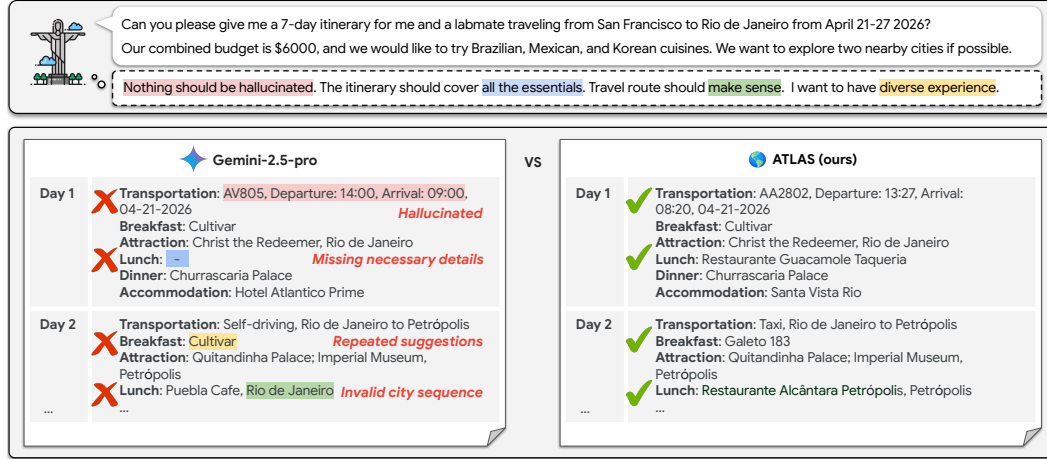 Can you please give me a 7-day itinerary for me and a labmate traveling from San Francisco to Rio de Janeiro from April 21-27 2026?
Our combined budget is $6000, and we would like to try Brazilian, Mexican, and Korean cuisines. We want to explore two nearby cities if possible.
Nothing should be hallucinated. The itinerary should cover all the essentials. Travel route should make sense. I want to have diverse experience.
Gemini-2.5-pro
Day 1
Transportation: AV805, Departure: 14:00, Arrival: 09:00,
04-21-2026
Hallucinated
Breakfast: Cultivar
Attraction: Christ the Redeemer, Rio de Janeiro
Lunch: -
Missing necessary details
Dinner: Churrascaria Palace
Accommodation: Hotel Atlantico Prime
Day 2
Transportation: Self-driving, Rio de Janeiro to Petrópolis
Breakfast: Cultivar
Repeated suggestions
Attraction: Quitandinha Palace; Imperial Museum,
Petrópolis
Lunch: Puebla Cafe, Rio de Janeiro
Invalid city sequence
...
...
VS
ATLAS (ours)
Day 1
Transportation: AA2802, Departure: 13:27, Arrival:
08:20, 04-21-2026
Breakfast: Cultivar
Attraction: Christ the Redeemer, Rio de Janeiro
Lunch: Restaurante Guacamole Taqueria
Dinner: Churrascaria Palace
Accommodation: Santa Vista Rio
Day 2
Transportation: Taxi, Rio de Janeiro to Petrópolis
Breakfast: Galeto 183
Attraction: Quitandinha Palace; Imperial Museum,
Petrópolis
Lunch: Restaurante Alcântara Petrópolis, Petrópolis
...
...